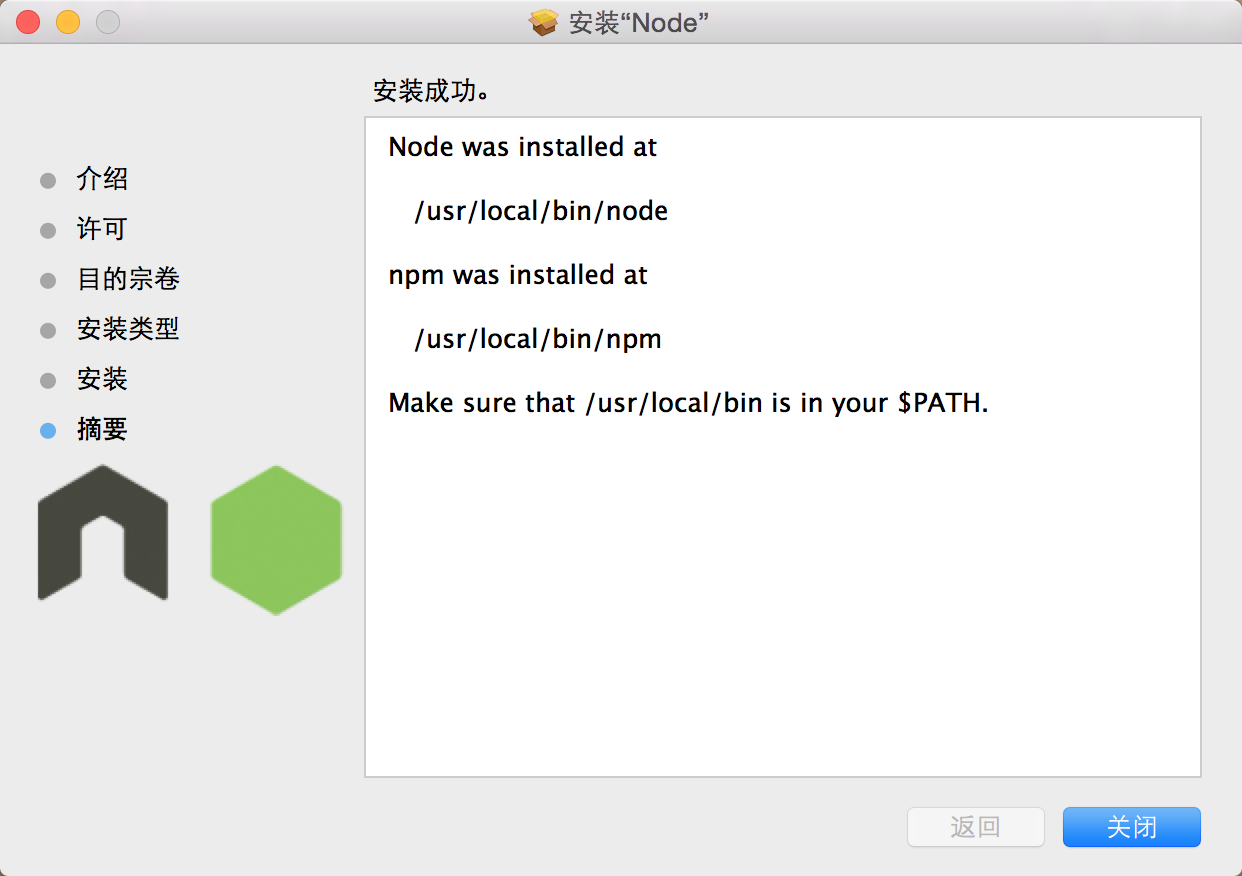 安装“Node”
安装成功。
介绍
许可
目的宗卷
安装类型
安装
摘要
Node was installed at
/usr/local/bin/node
npm was installed at
/usr/local/bin/npm
Make sure that /usr/local/bin is in your $PATH.
返回
关闭